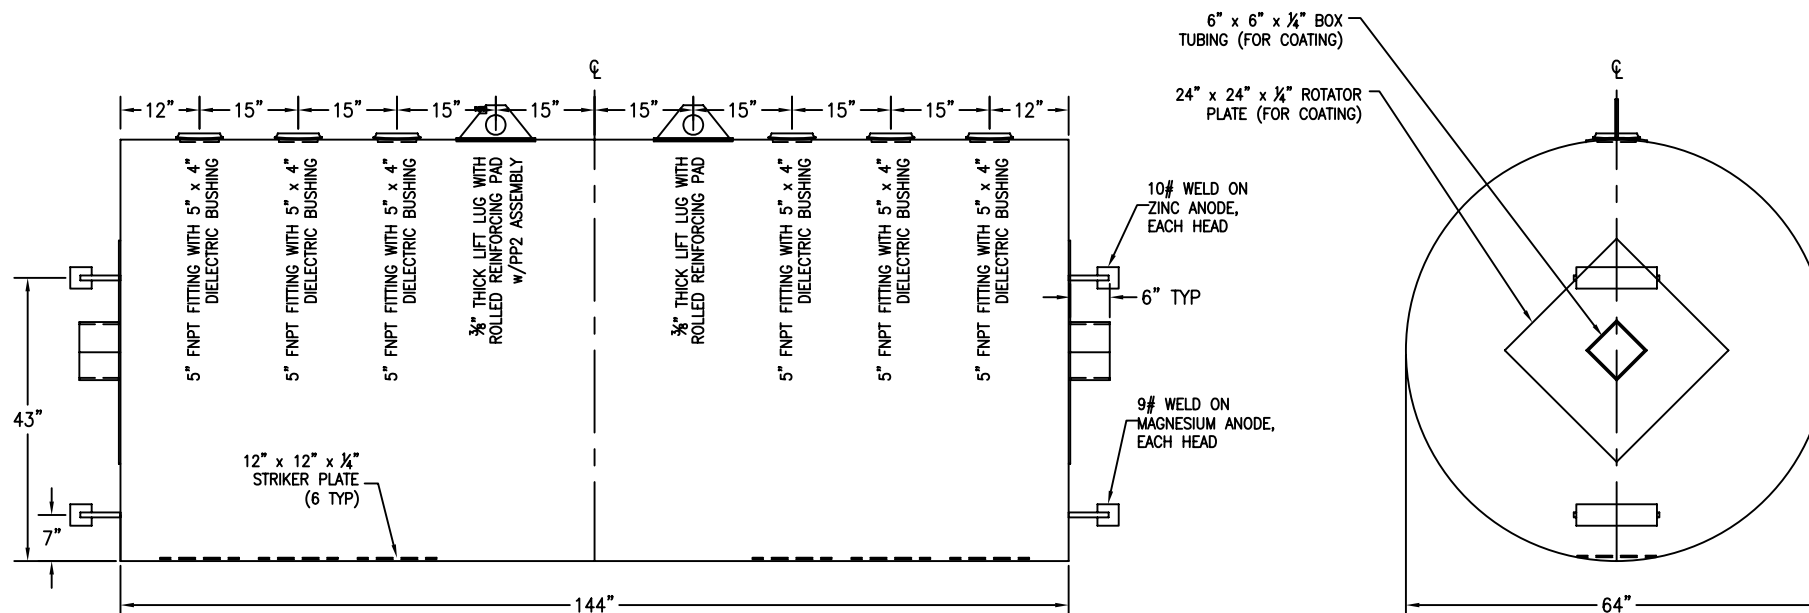 ℄
12" 15" 15" 15" 15" 15" 15" 15" 15" 12"
5" FNPT FITTING WITH 5" x 4"
DIELECTRIC BUSHING
5" FNPT FITTING WITH 5" x 4"
DIELECTRIC BUSHING
5" FNPT FITTING WITH 5" x 4"
DIELECTRIC BUSHING
⅜" THICK LIFT LUG WITH
ROLLED REINFORCING PAD
w/PP2 ASSEMBLY
⅜" THICK LIFT LUG WITH
ROLLED REINFORCING PAD
5" FNPT FITTING WITH 5" x 4"
DIELECTRIC BUSHING
5" FNPT FITTING WITH 5" x 4"
DIELECTRIC BUSHING
5" FNPT FITTING WITH 5" x 4"
DIELECTRIC BUSHING
10# WELD ON
ZINC ANODE,
EACH HEAD
6" TYP
9# WELD ON
MAGNESIUM ANODE,
EACH HEAD
43"
7"
12" x 12" x ¼"
STRIKER PLATE
(6 TYP)
144"
6" x 6" x ¼" BOX
TUBING (FOR COATING)
24" x 24" x ¼" ROTATOR
PLATE (FOR COATING)
℄
64"